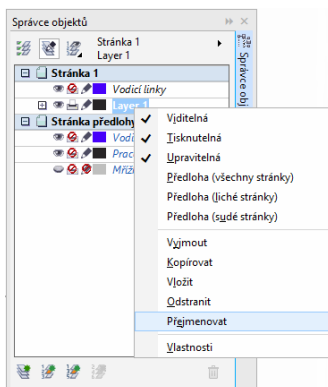 Správce objektů
Stránka 1
Layer 1
Stránka 1
Vodicí linky
Layer 1
Stránka předlohy
Vodi
Prac
Mříž
Viditelná
Tisknutelná
Upravitelná
Předloha (všechny stránky)
Předloha (liché stránky)
Předloha (sudé stránky)
Vyjmout
Kopírovat
Vložit
Odstranit
Přejmenovat
Vlastnosti
Správce obj